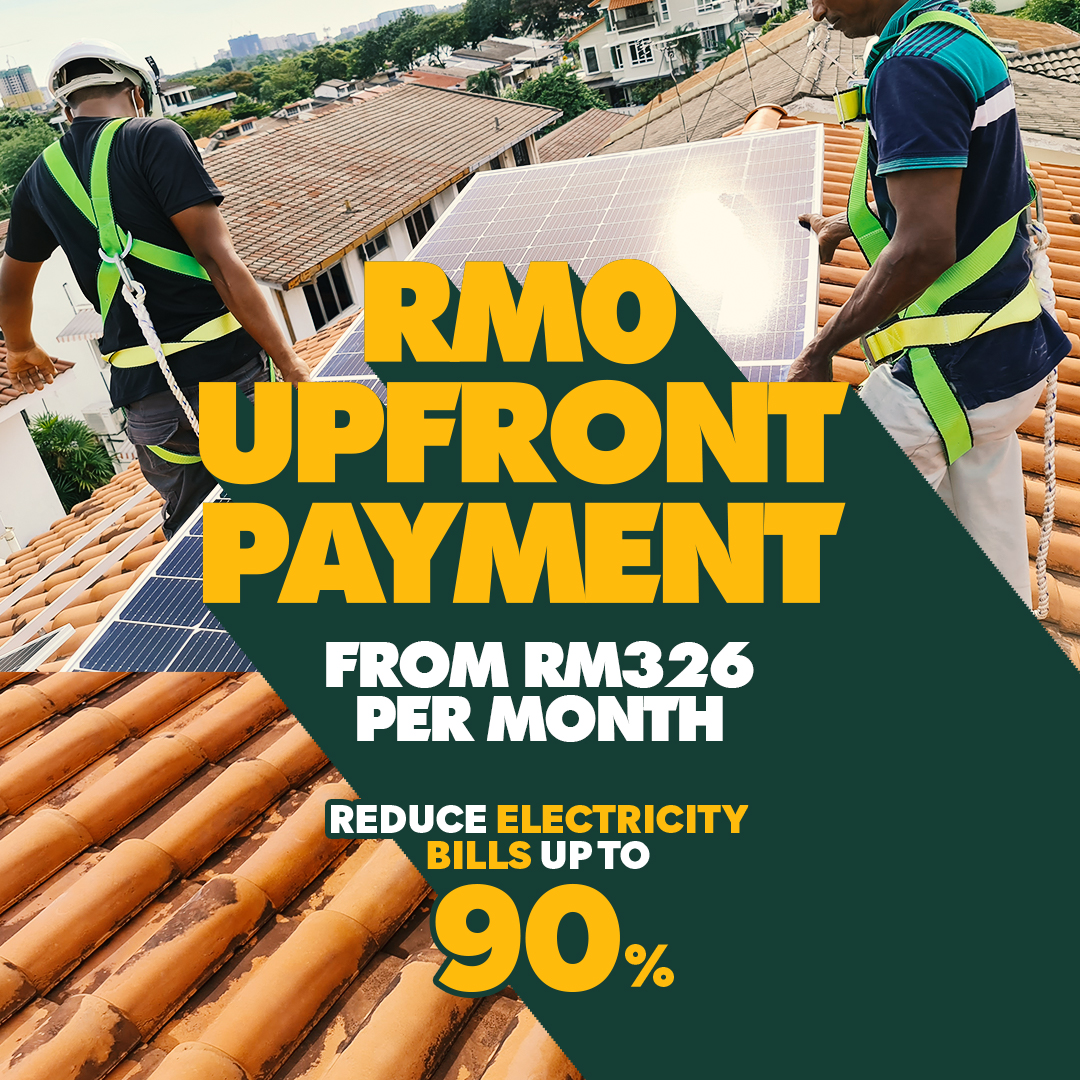 RM0
UPFRONT
PAYMENT
FROM RM326
PER MONTH
REDUCE ELECTRICITY
BILLS UP TO
90%